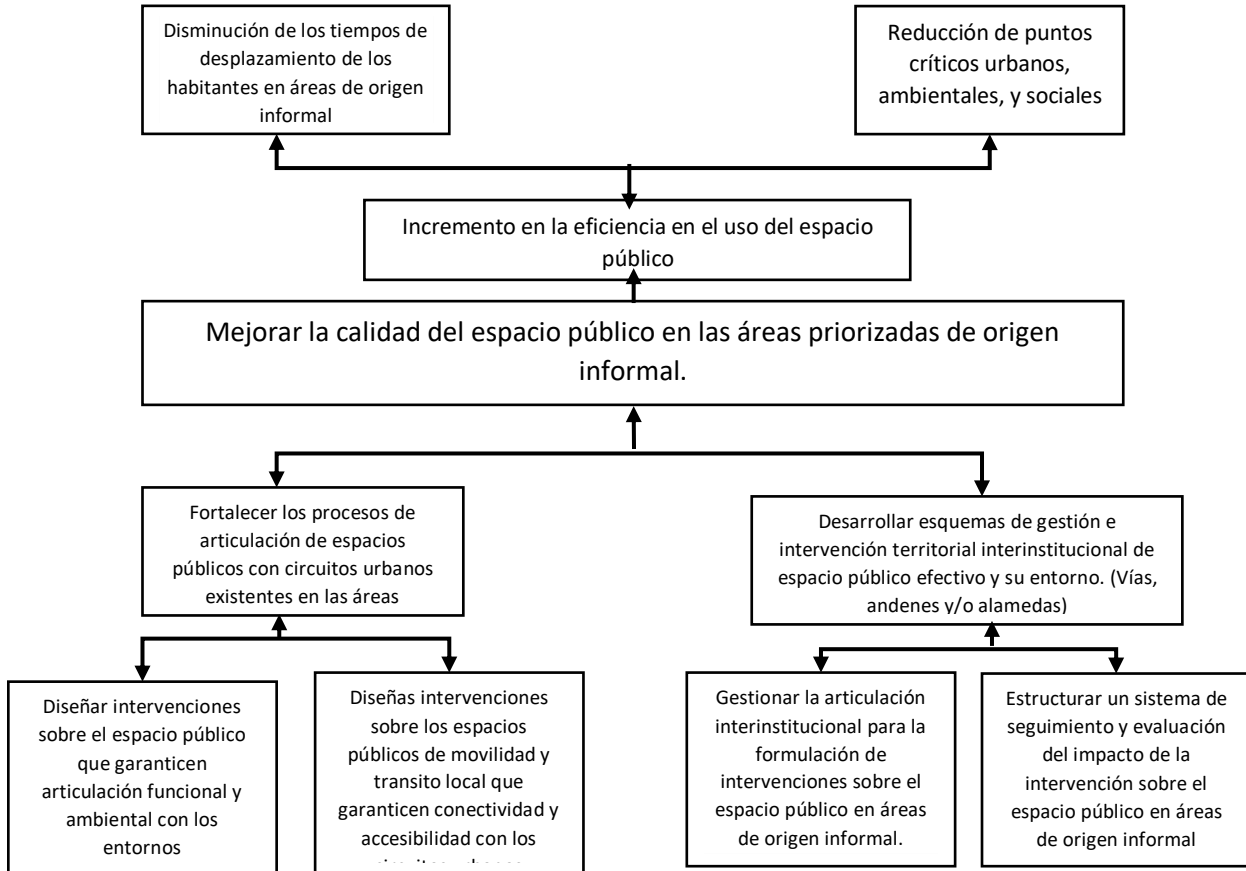 Disminución de los tiempos de
desplazamiento de los
habitantes en áreas de origen
informal
Reducción de puntos
críticos urbanos,
ambientales, y sociales
Incremento en la eficiencia en el uso del espacio
público
Mejorar la calidad del espacio público en las áreas priorizadas de origen
informal.
Fortalecer los procesos de
articulación de espacios
públicos con circuitos urbanos
existentes en las áreas
Desarrollar esquemas de gestión e
intervención territorial interinstitucional de
espacio público efectivo y su entorno. (Vías,
andenes y/o alamedas)
Diseñar intervenciones
sobre el espacio público
que garanticen
articulación funcional y
ambiental con los
entornos
Diseñas intervenciones
sobre los espacios
públicos de movilidad y
transito local que
garanticen conectividad y
accesibilidad con los
Gestionar la articulación
interinstitucional para la
formulación de
intervenciones sobre el
espacio público en áreas
de origen informal.
Estructurar un sistema de
seguimiento y evaluación
del impacto de la
intervención sobre el
espacio público en áreas
de origen informal